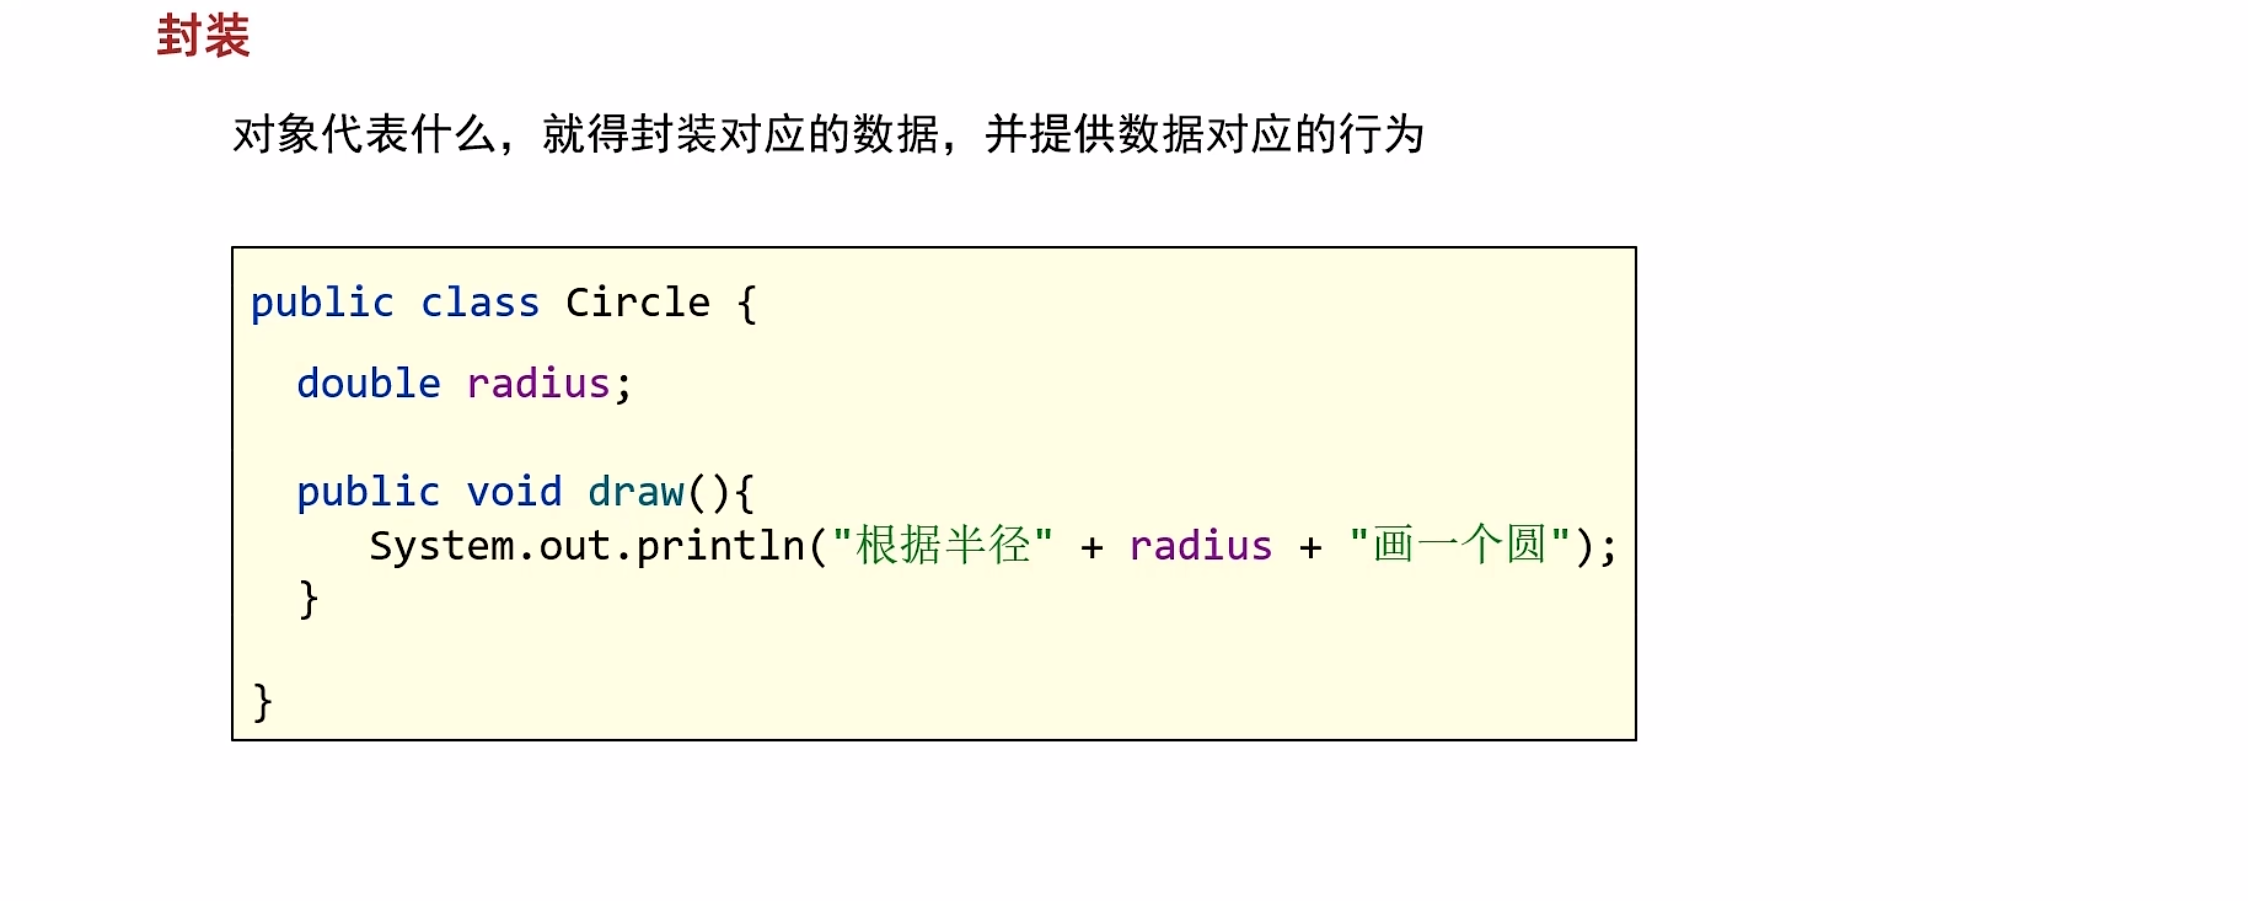 封装
对象代表什么，就得封装对应的数据，并提供数据对应的行为
public class Circle {
double radius;
public void draw(){
System.out.println("根据半径" + radius + "画一个圆");
}
}